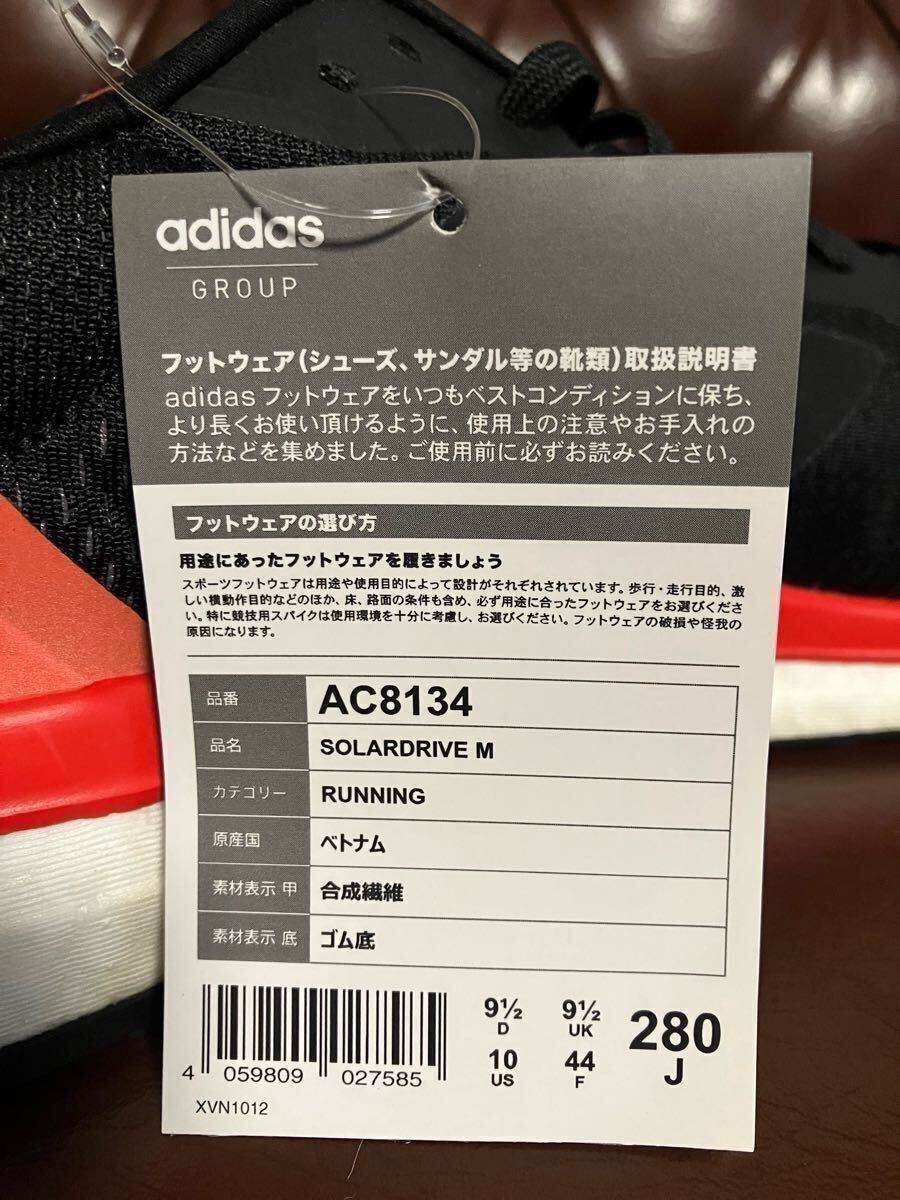 adidas
GROUP
フットウェア(シューズ、サンダル等の靴類)取扱説明書
adidas フットウェアをいつもベストコンディションに保ち、
より長くお使い頂けるように、使用上の注意やお手入れの
方法などを集めました。ご使用前に必ずお読みください。
フットウェアの選び方
用途にあったフットウェアを履きましょう
スポーツフットウェアは用途や使用目的によって設計がそれぞれされています。歩行・走行目的、激
しい横動作目的などのほか、床、路面の条件も含め、必ず用途に合ったフットウェアをお選びくださ
い。特に競技用スパイクは使用環境を十分に考慮し、お選びください。フットウェアの破損や怪我の
原因になります。
品番 AC8134
品名 SOLARDRIVE M
カテゴリー RUNNING
原産国 ベトナム
素材表示 甲 合成繊維
素材表示 底 ゴム底
9½ 9½ 280
D UK J
10 44
US F
4 059809 027585
XVN1012